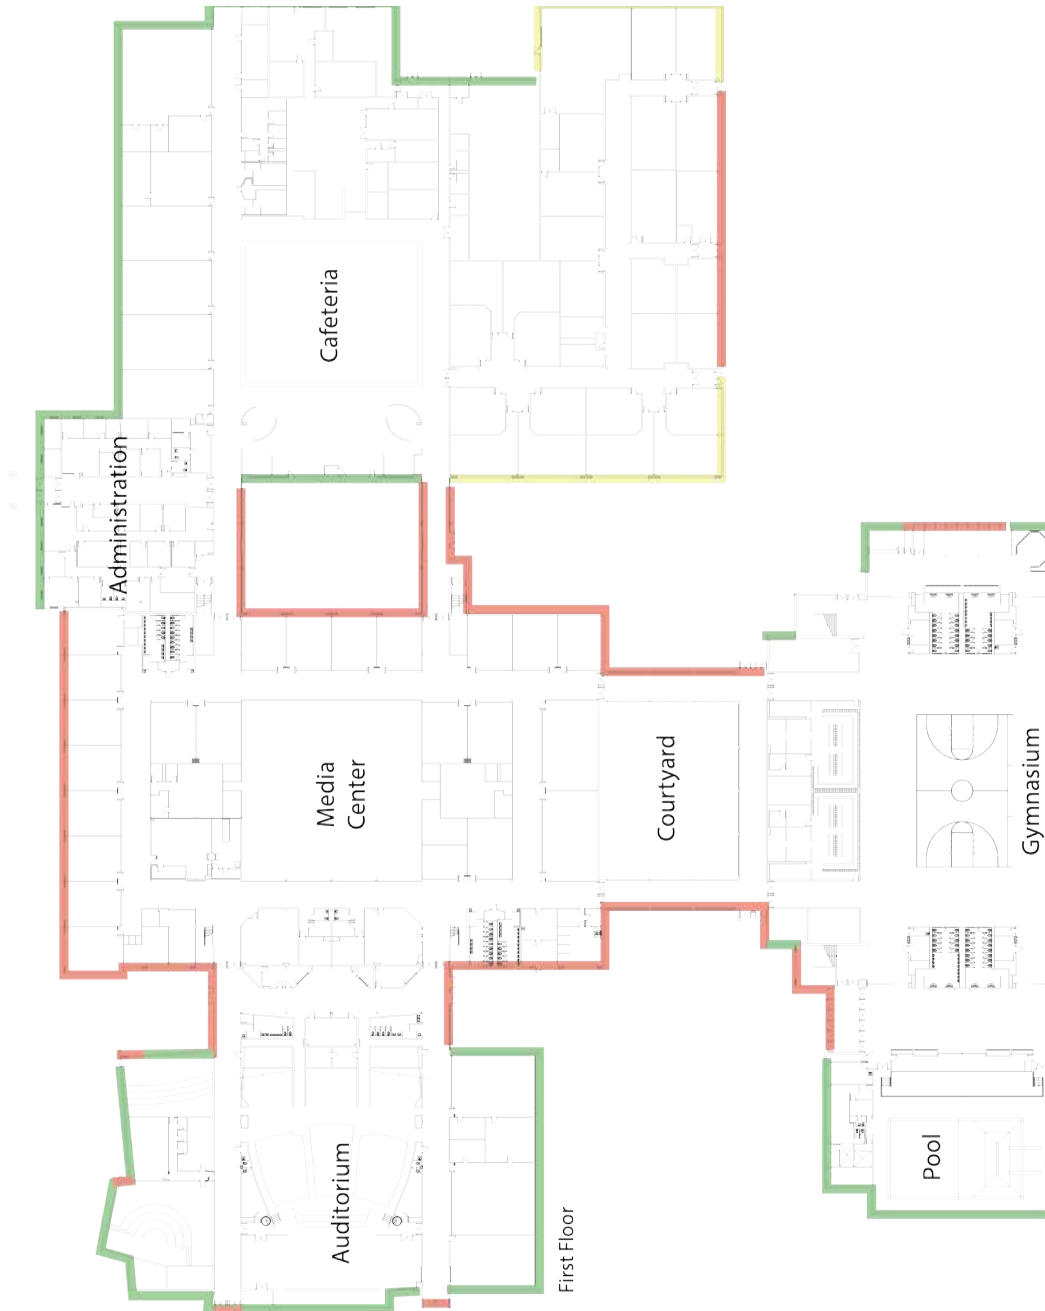 Cafeteria
Administration
Media
Center
Courtyard
Gymnasium
Auditorium
Pool
First Floor